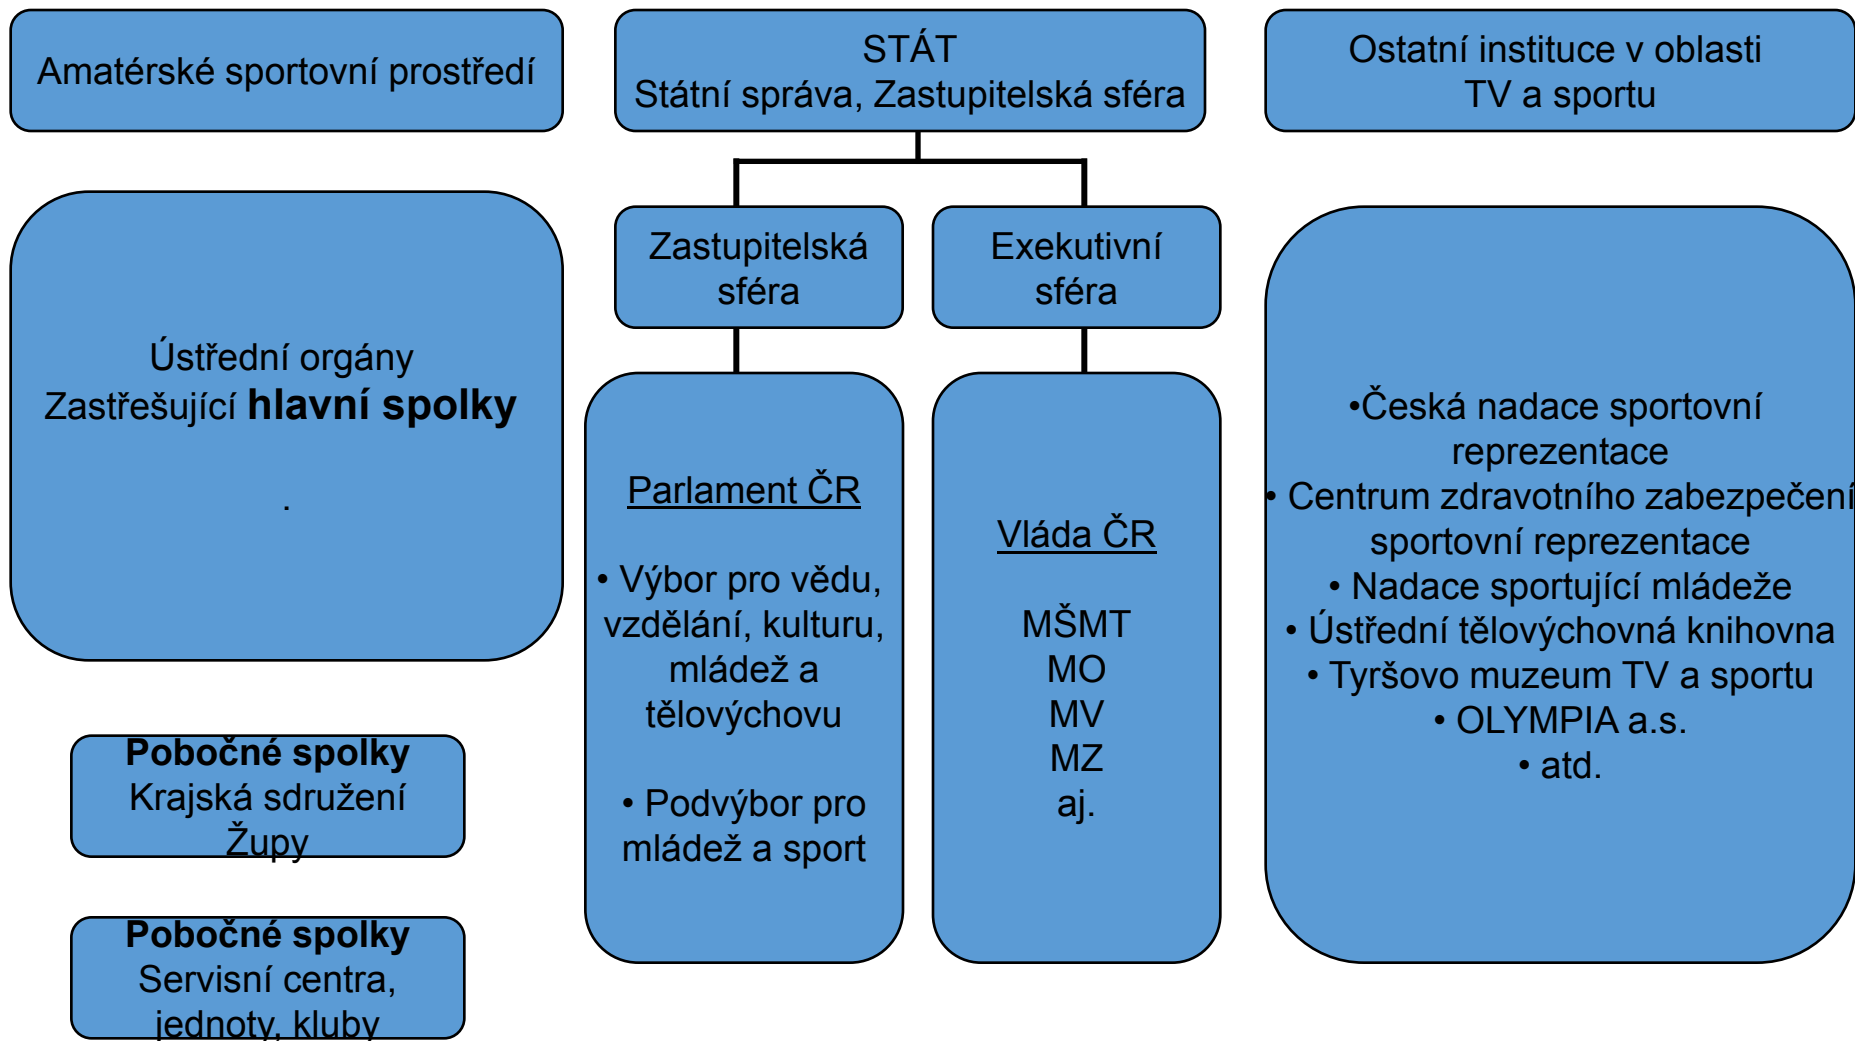 Amatérské sportovní prostředí
STÁT
Státní správa, Zastupitelská sféra
Ostatní instituce v oblasti
TV a sportu
Ústřední orgány
Zastřešující hlavní spolky
.
Pobočné spolky
Krajská sdružení
Župy
Pobočné spolky
Servisní centra,
jednoty, kluby
Zastupitelská
sféra
Exekutivní
sféra
Parlament ČR
• Výbor pro vědu,
vzdělání, kulturu,
mládež a
tělovýchovu
• Podvýbor pro
mládež a sport
Vláda ČR
MŠMT
MO
MV
MZ
aj.
•Česká nadace sportovní
reprezentace
• Centrum zdravotního zabezpečení
sportovní reprezentace
• Nadace sportující mládeže
• Ústřední tělovýchovná knihovna
• Tyršovo muzeum TV a sportu
• OLYMPIA a.s.
• atd.